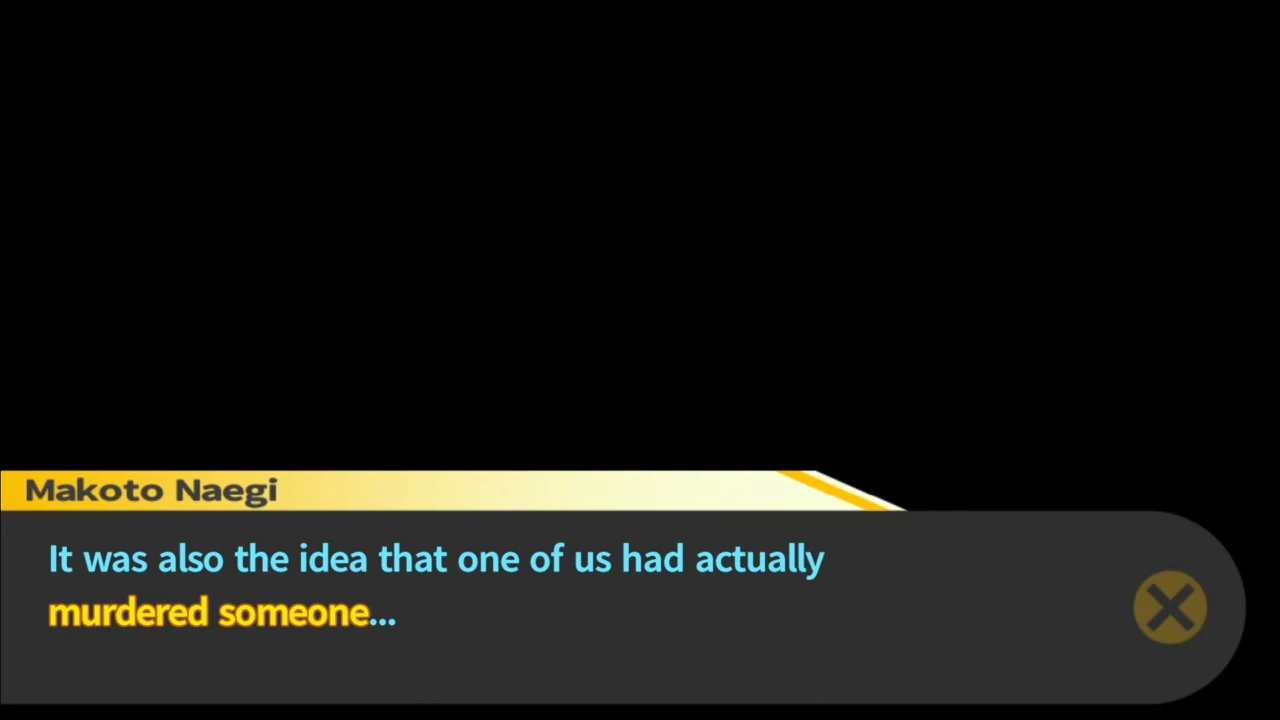 Makoto Naegi
It was also the idea that one of us had actually
murdered someone...